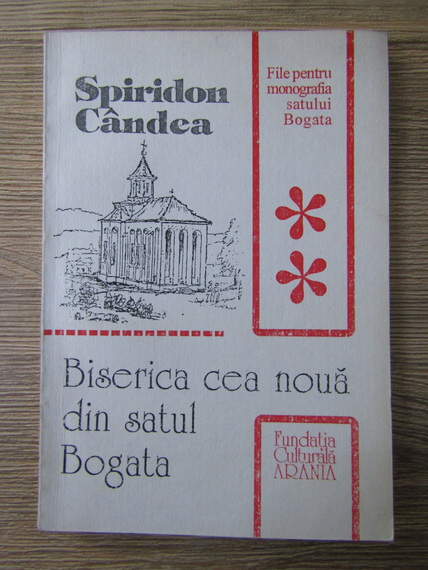 Spiridon
Cândea
File pentru
monografia
satului
Bogata
Biserica cea nouă
din satul
Bogata
Fundația
Culturală
ARANIA